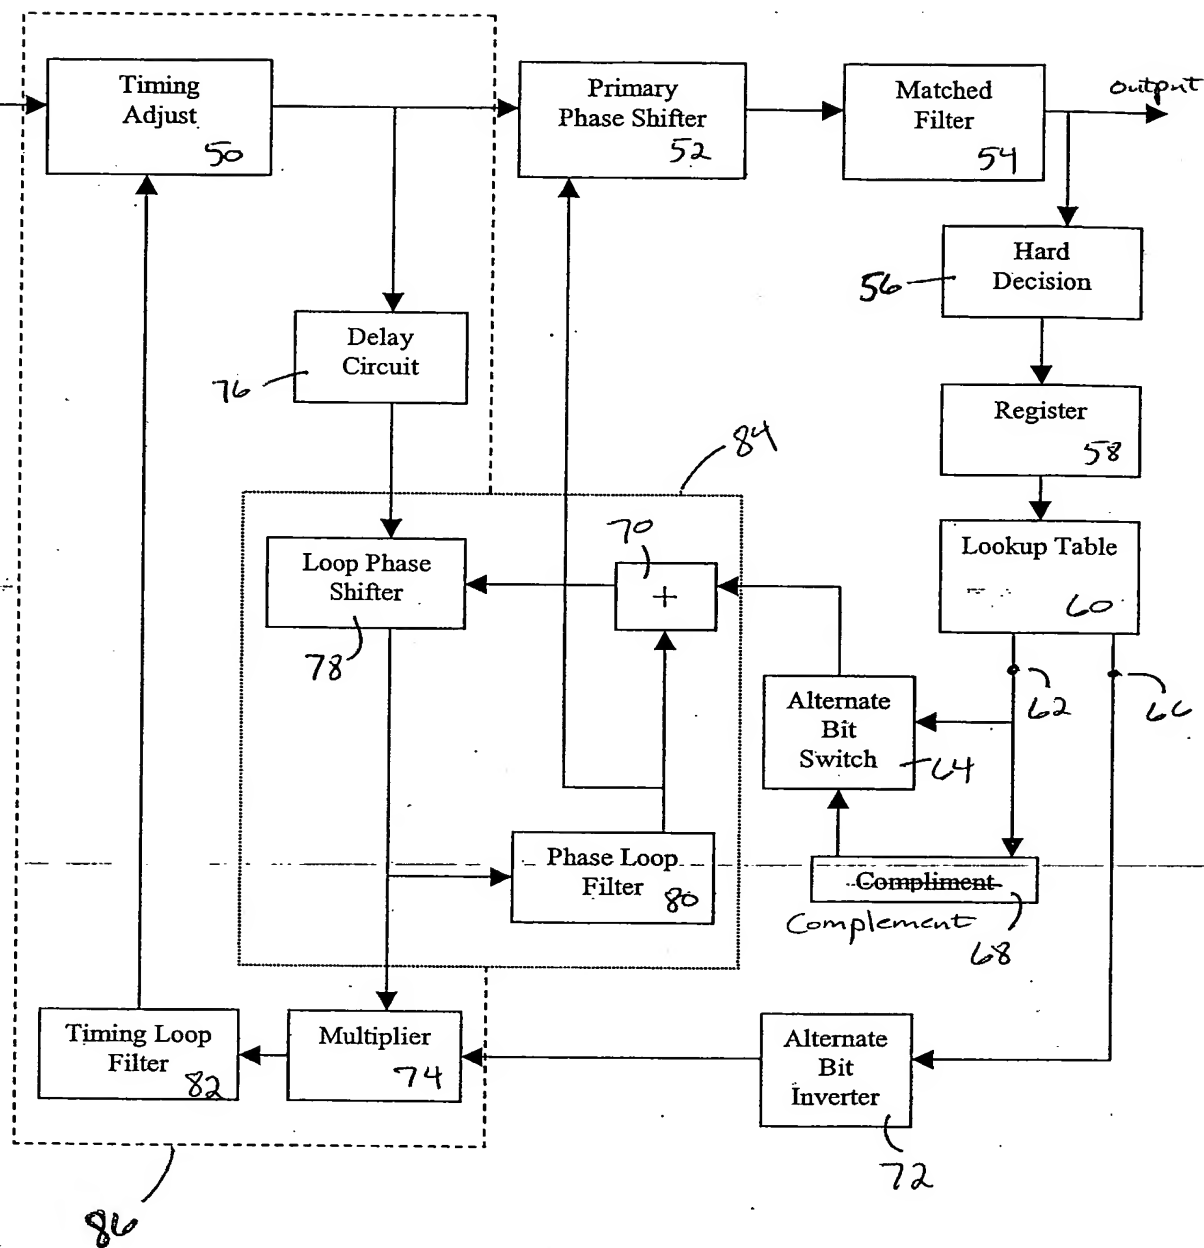 Timing
Adjust
50
Primary
Phase Shifter
52
Matched
Filter
54
output
Hard
Decision
56
Delay
Circuit
76
Register
58
84
Lookup Table
60
70
+
Loop Phase
Shifter
78
62
66
Alternate
Bit
Switch
64
Phase Loop
Filter
80
Compliment
Complement
68
Timing Loop
Filter
82
Multiplier
74
Alternate
Bit
Inverter
72
86